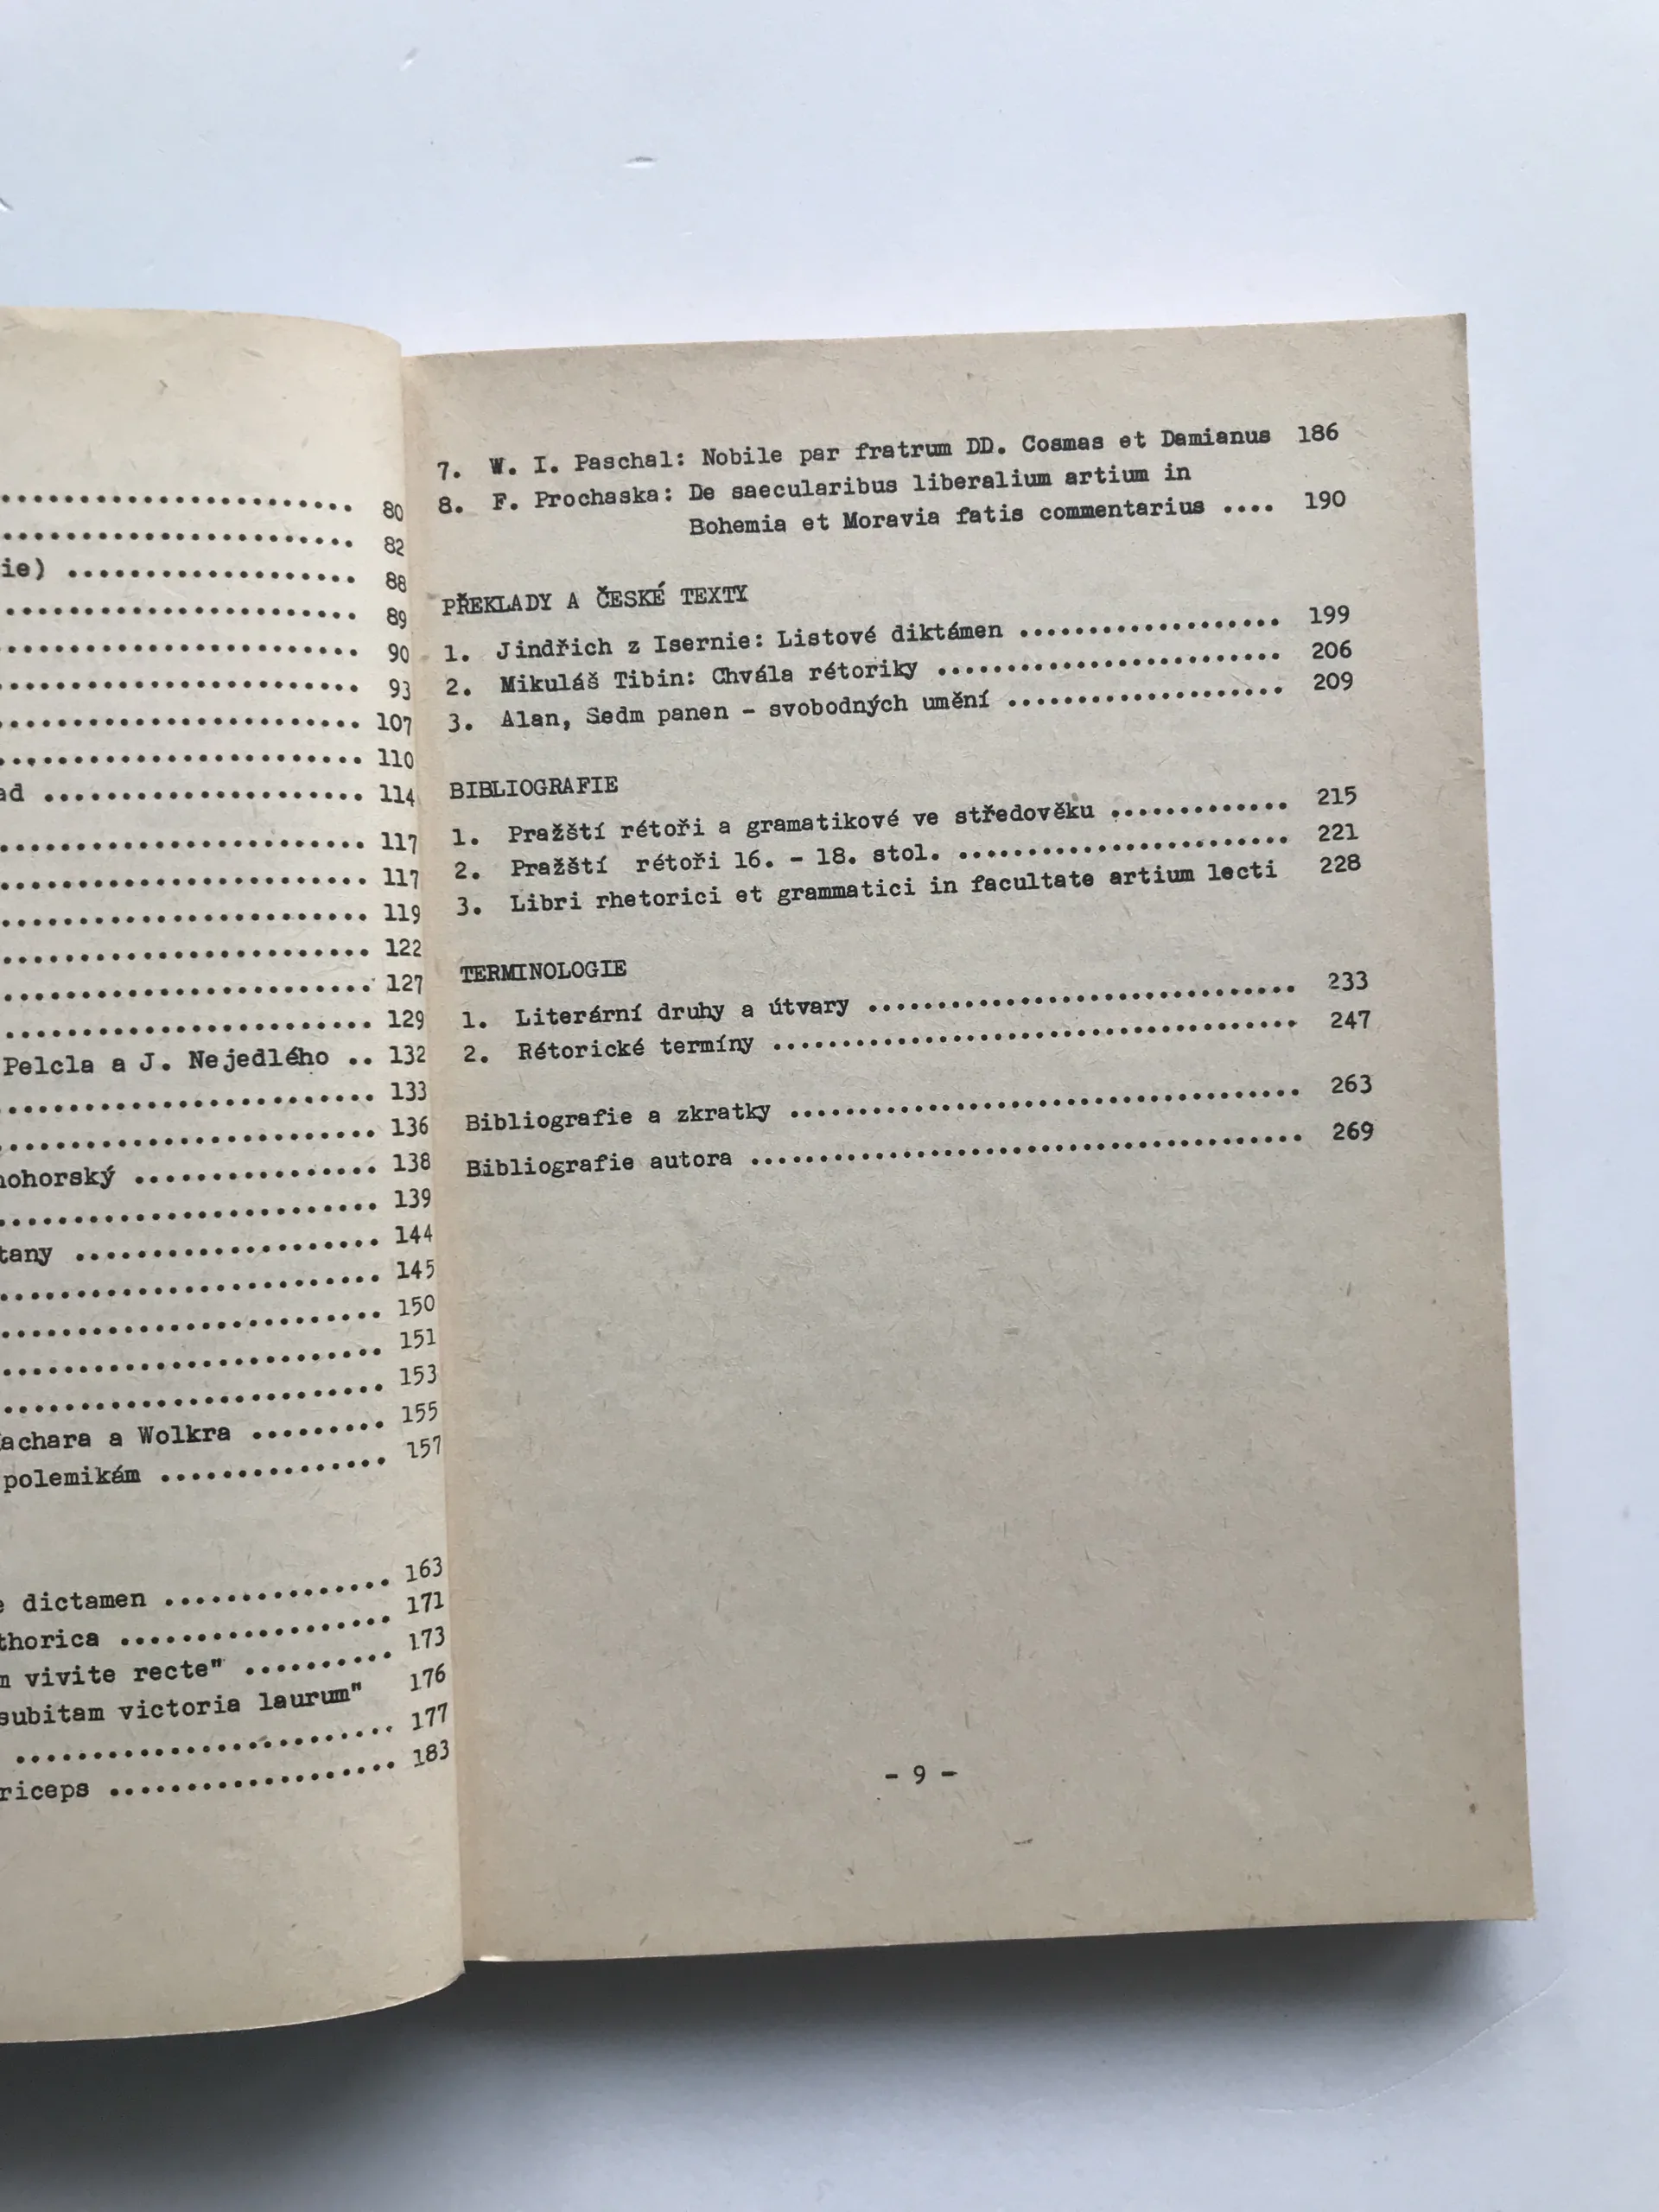 ................................ 80
................................ 82
ie) ................... 88
................................ 89
................................ 90
................................ 93
................................ 107
................................ 110
ad ..................... 114
................................ 117
................................ 117
................................ 119
................................ 122
................................ 127
................................ 129
Pelcla a J. Nejedlého .. 132
................................ 133
................................ 136
nohorský ................ 138
................................ 139
tany .................... 144
................................ 145
................................ 150
................................ 151
................................ 153
achara a Wolkra ......... 155
polemikám ............... 157
e dictamen ............... 163
thorica .................. 171
m vivite recte" .......... 173
subitam victoria laurum" 176
......................... 177
riceps ................... 183
7. W. I. Paschal: Nobile par fratrum DD. Cosmas et Damianus 186
8. F. Prochaska: De saecularibus liberalium artium in
Bohemia et Moravia fatis commentarius .... 190
PŘEKLADY A ČESKÉ TEXTY
1. Jindřich z Isernie: Listové diktámen ................... 199
2. Mikuláš Tibin: Chvála rétoriky ......................... 206
3. Alan, Sedm panen - svobodných umění .................... 209
BIBLIOGRAFIE
1. Pražští rétoři a gramatikové ve středověku ............. 215
2. Pražští rétoři 16. - 18. stol. ........................ 221
3. Libri rhetorici et grammatici in facultate artium lecti 228
TERMINOLOGIE
1. Literární druhy a útvary ............................... 233
2. Rétorické termíny ...................................... 247
Bibliografie a zkratky ..................................... 263
Bibliografie autora ........................................ 269
- 9 -